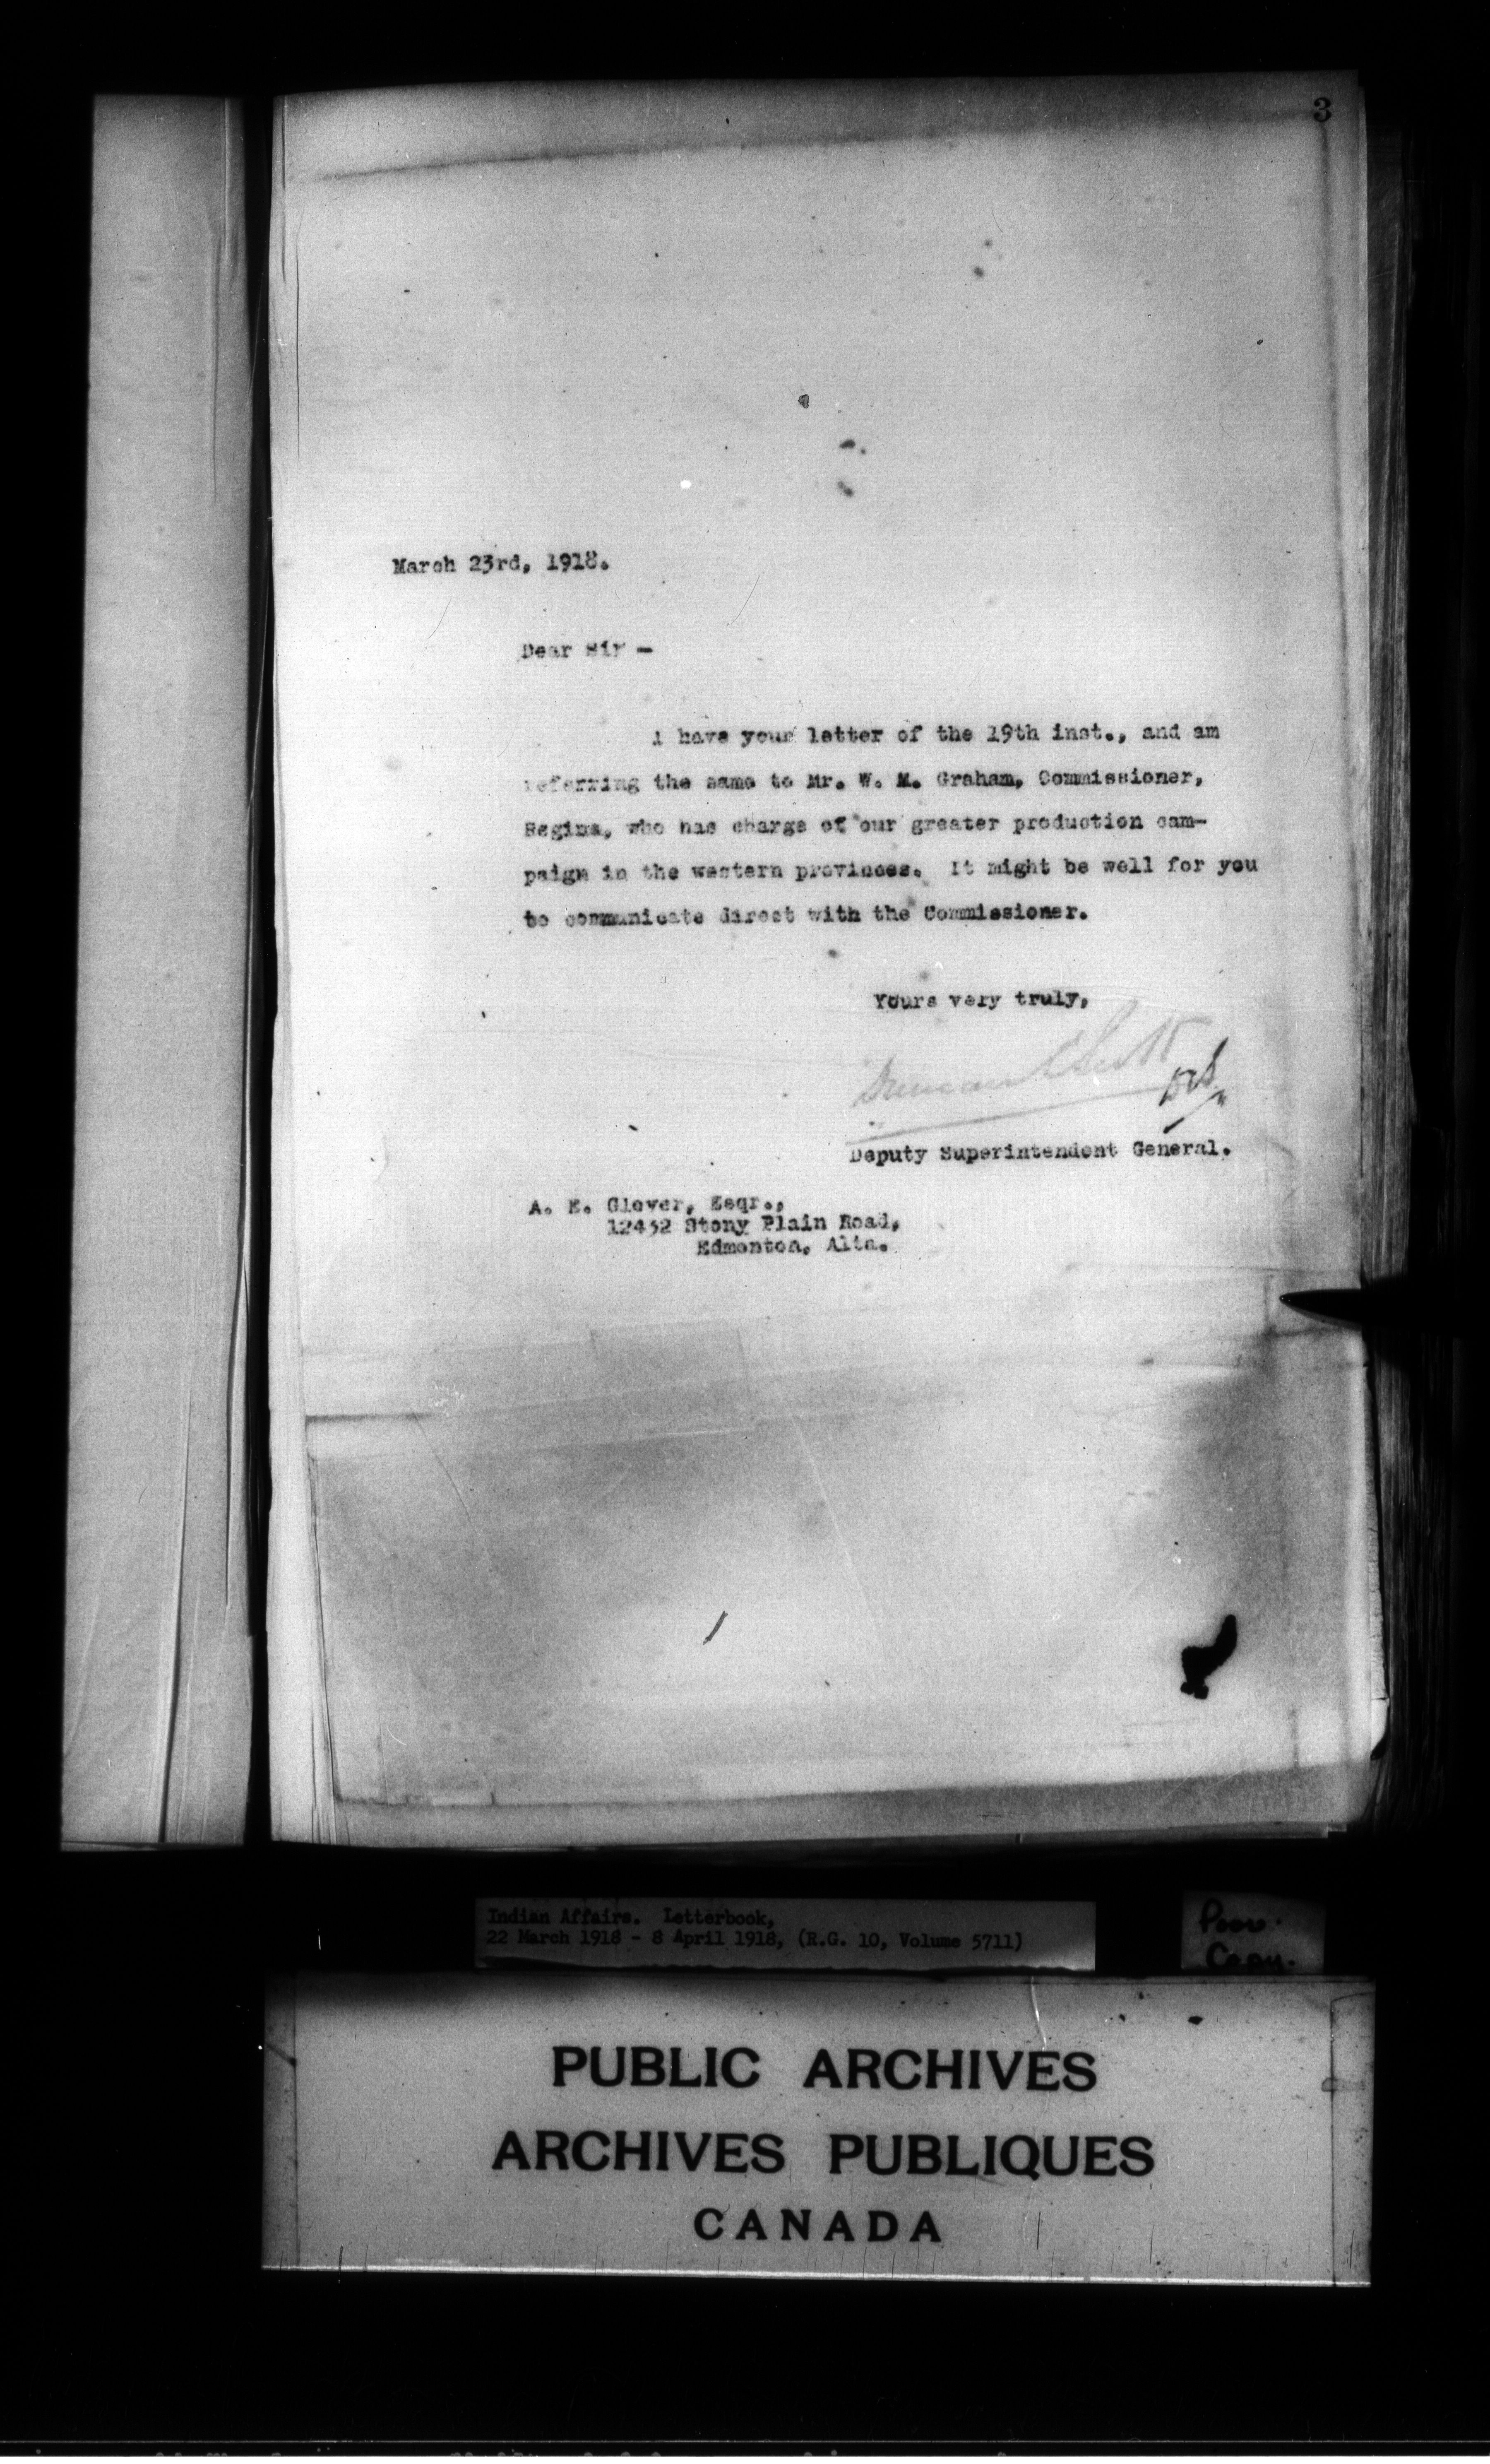 3
March 23rd, 1918.
Dear Sir -
I have your letter of the 19th inst., and am
referring the same to Mr. W. M. Graham, Commissioner,
Regina, who has charge of our greater production cam-
paign in the western provinces. It might be well for you
to communicate direct with the Commissioner.
Yours very truly,
Duncan C Scott
Deputy Superintendent General.
A. E. Glover, Esqr.,
12432 Stony Plain Road,
Edmonton, Alta.
Indian Affairs. Letterbook,
22 March 1918 - 8 April 1918, (R.G. 10, Volume 5711)
Poor
Copy.
PUBLIC ARCHIVES
ARCHIVES PUBLIQUES
CANADA